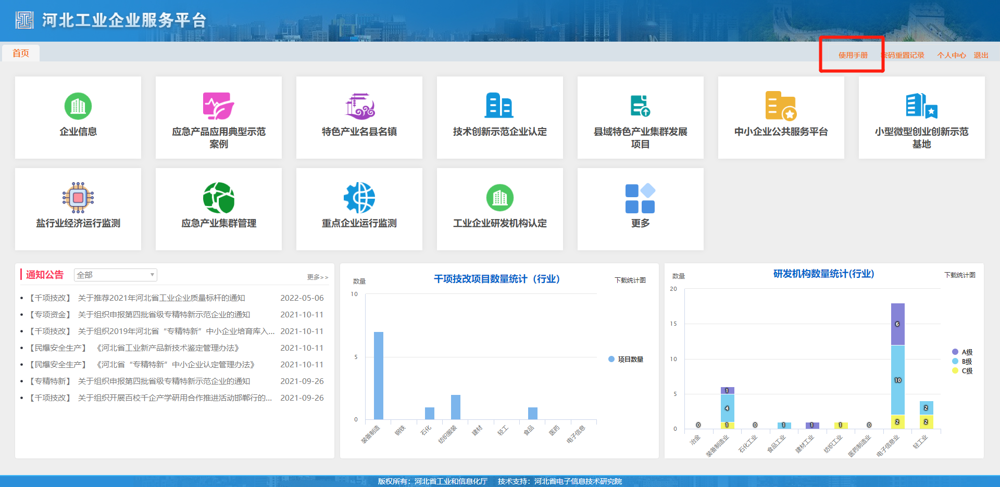 河北工业企业服务平台
首页
使用手册 密码重置记录 个人中心 退出
企业信息
应急产品应用典型示范
案例
特色产业名县名镇
技术创新示范企业认定
县域特色产业集群发展
项目
中小企业公共服务平台
小型微型创业创新示范
基地
盐行业经济运行监测
应急产业集群管理
重点企业运行监测
工业企业研发机构认定
更多
通知公告 全部 更多>>
【千项技改】 关于推荐2021年河北省工业企业质量标杆的通知 2022-05-06
【专项资金】 关于组织申报第四批省级专精特新示范企业的通知 2021-10-11
【千项技改】 关于组织2019年河北省“专精特新”中小企业培育库入... 2021-10-11
【民爆安全生产】 《河北省工业新产品新技术鉴定管理办法》 2021-10-11
【民爆安全生产】 《河北省“专精特新”中小企业认定管理办法》 2021-10-11
【专精特新】 关于组织申报第四批省级专精特新示范企业的通知 2021-09-26
【千项技改】 关于组织开展百校千企产学研用合作推进活动邯郸行的... 2021-09-26
数量
千项技改项目数量统计（行业）
下载统计图
10
5
0
装备制造 钢铁 石化 纺织服装 建材 轻工 食品 医药 电子信息
项目数量
数量
研发机构数量统计(行业)
下载统计图
20
15
10
5
0
0
1
4
1
0
1
1
1
0
6
10
2
2
2
冶金 装备制造业 石化工业 食品工业 建材工业 纺织工业 医药制造业 电子信息业 轻工业
A级
B级
C级
版权所有：河北省工业和信息化厅 技术支持：河北省电子信息技术研究院